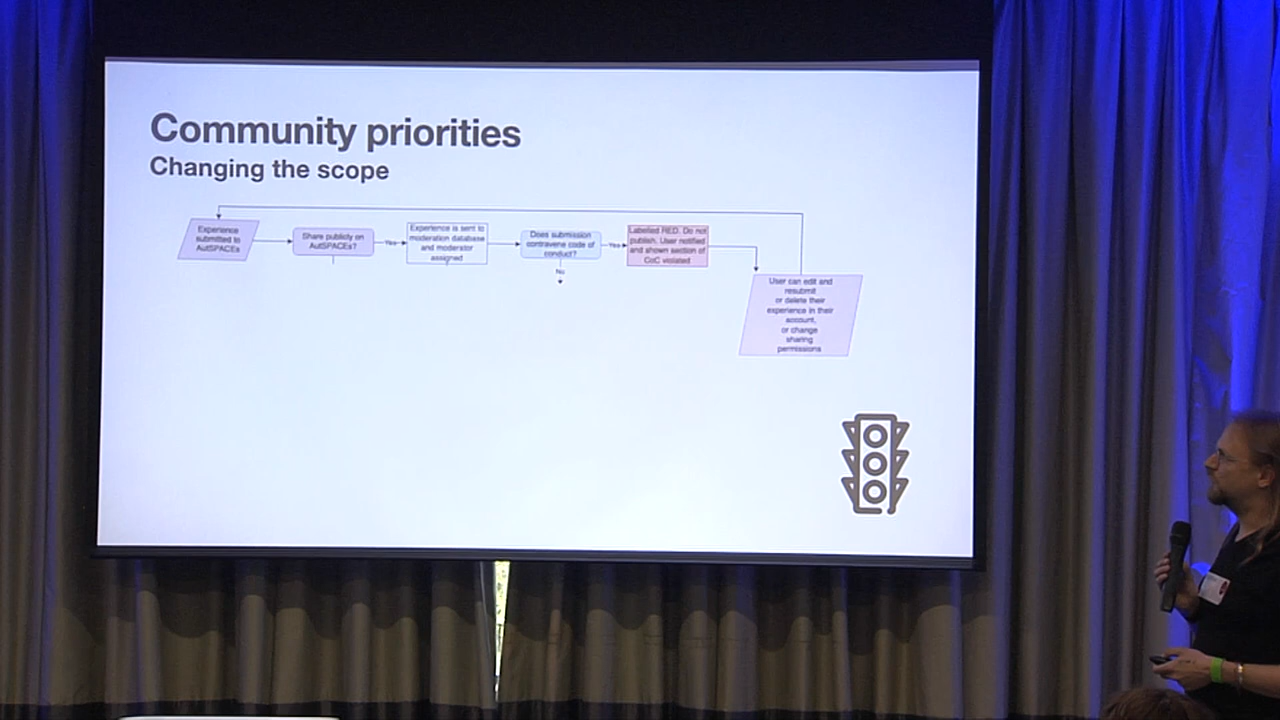 Community priorities
Changing the scope
Experience
submitted to
AutSPACEs
Share publicly on
AutSPACEs?
Yes
Experience is sent to
moderation database
and moderator
assigned
Does submission
contravene code of
conduct?
Yes
No
Labelled RED. Do not
publish. User notified
and shown section of
CoC violated
User can edit and
resubmit
or delete their
experience in their
account,
or change
sharing
permissions